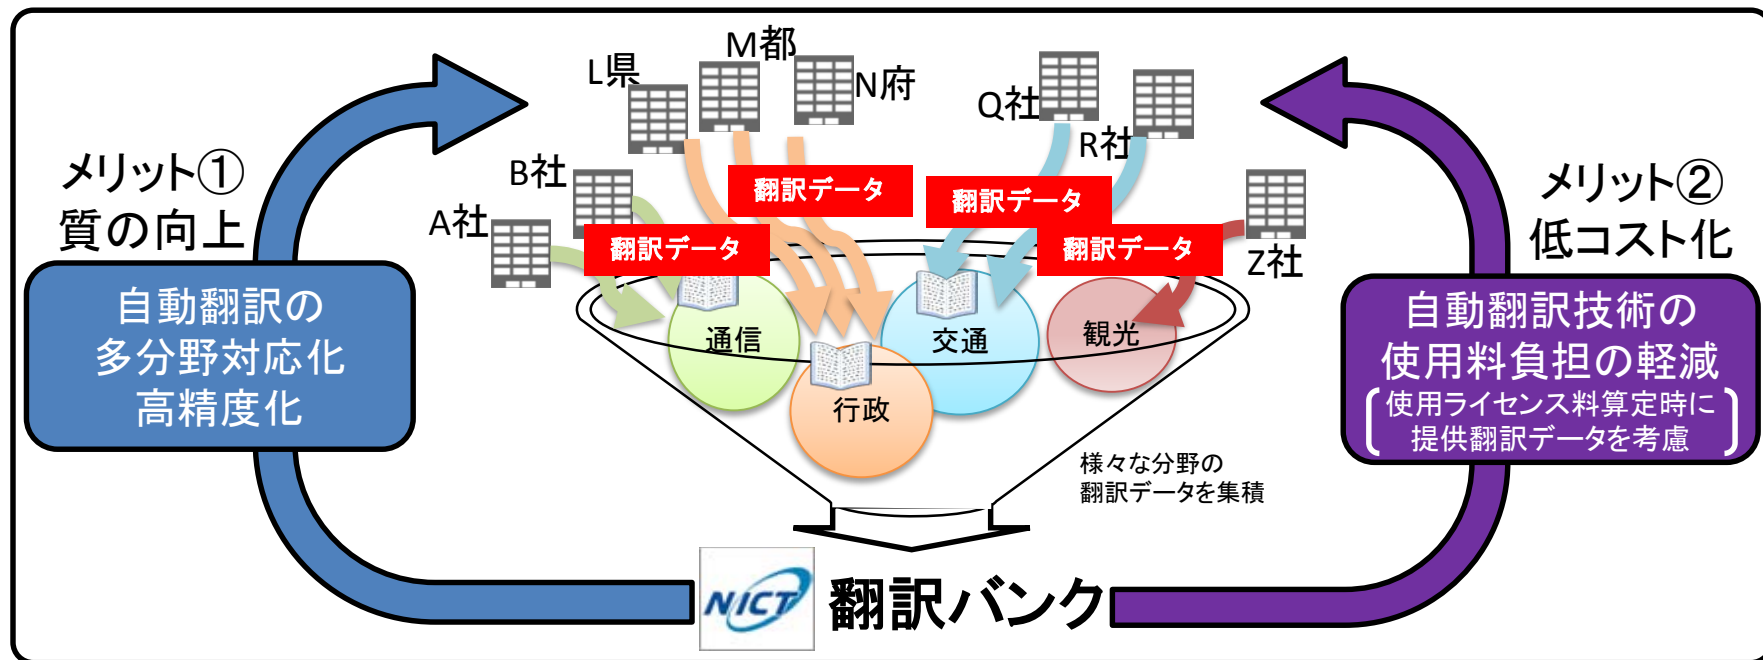 メリット①
質の向上
自動翻訳の
多分野対応化
高精度化
A社
B社
L県
M都
N府
Q社
R社
Z社
翻訳データ
翻訳データ
翻訳データ
翻訳データ
通信
行政
交通
観光
様々な分野の
翻訳データを集積
NICT
翻訳バンク
メリット②
低コスト化
自動翻訳技術の
使用料負担の軽減
使用ライセンス料算定時に
提供翻訳データを考慮